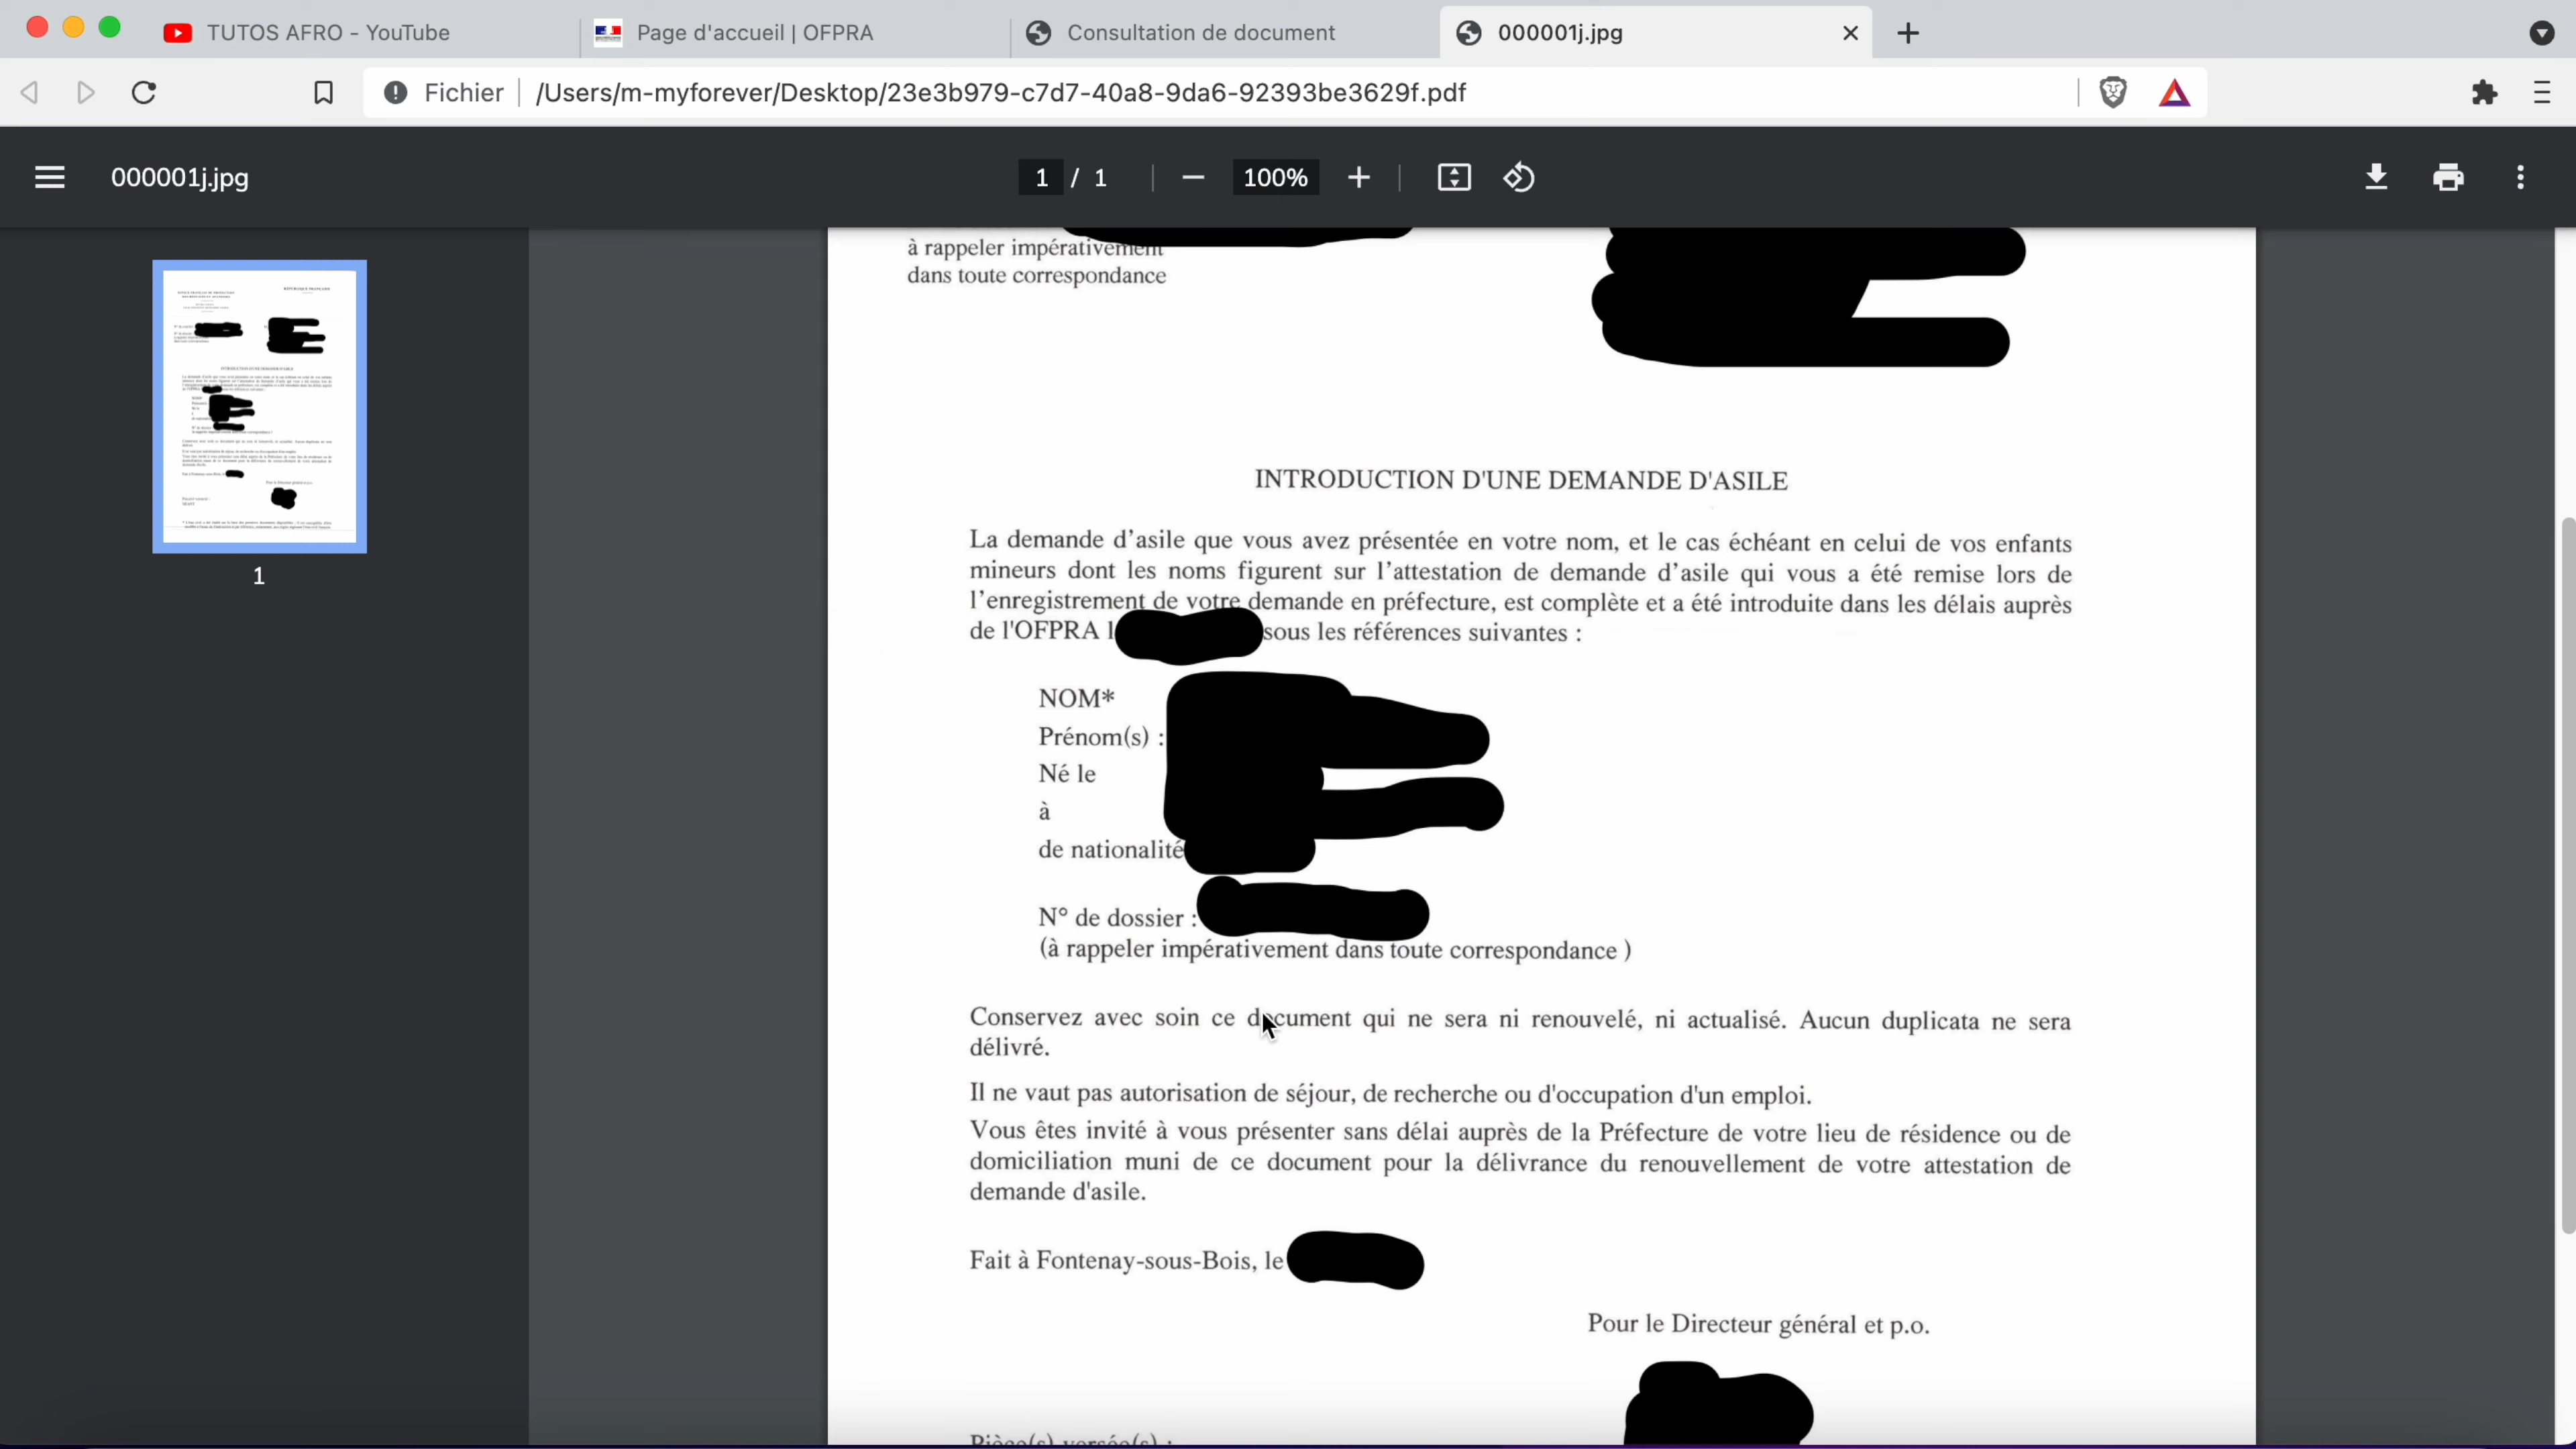 TUTOS AFRO - YouTube
Page d'accueil | OFPRA
Consultation de document
000001j.jpg
Fichier
/Users/m-myforever/Desktop/23e3b979-c7d7-40a8-9da6-92393be3629f.pdf
000001j.jpg
1 / 1
100%
1
à rappeler impérativement
dans toute correspondance
INTRODUCTION D'UNE DEMANDE D'ASILE
La demande d’asile que vous avez présentée en votre nom, et le cas échéant en celui de vos enfants
mineurs dont les noms figurent sur l’attestation de demande d’asile qui vous a été remise lors de
l’enregistrement de votre demande en préfecture, est complète et a été introduite dans les délais auprès
de l'OFPRA l sous les références suivantes :
NOM*
Prénom(s) :
Né le
à
de nationalité
N° de dossier :
(à rappeler impérativement dans toute correspondance )
Conservez avec soin ce document qui ne sera ni renouvelé, ni actualisé. Aucun duplicata ne sera
délivré.
Il ne vaut pas autorisation de séjour, de recherche ou d'occupation d'un emploi.
Vous êtes invité à vous présenter sans délai auprès de la Préfecture de votre lieu de résidence ou de
domiciliation muni de ce document pour la délivrance du renouvellement de votre attestation de
demande d'asile.
Fait à Fontenay-sous-Bois, le
Pour le Directeur général et p.o.